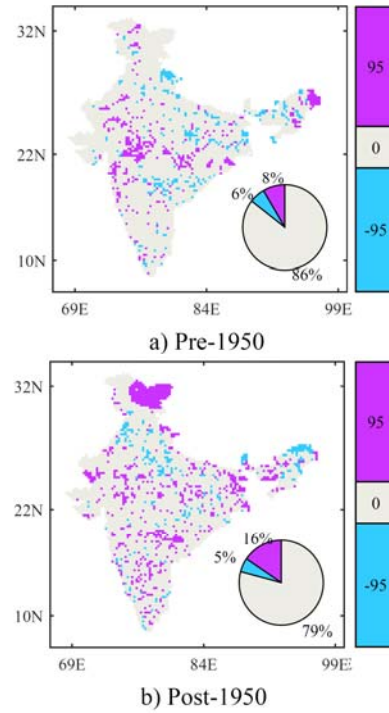 32N
22N
10N
69E 84E 99E
6% 8%
86%
95
0
-95
a) Pre-1950
32N
22N
10N
69E 84E 99E
5% 16%
79%
95
0
-95
b) Post-1950